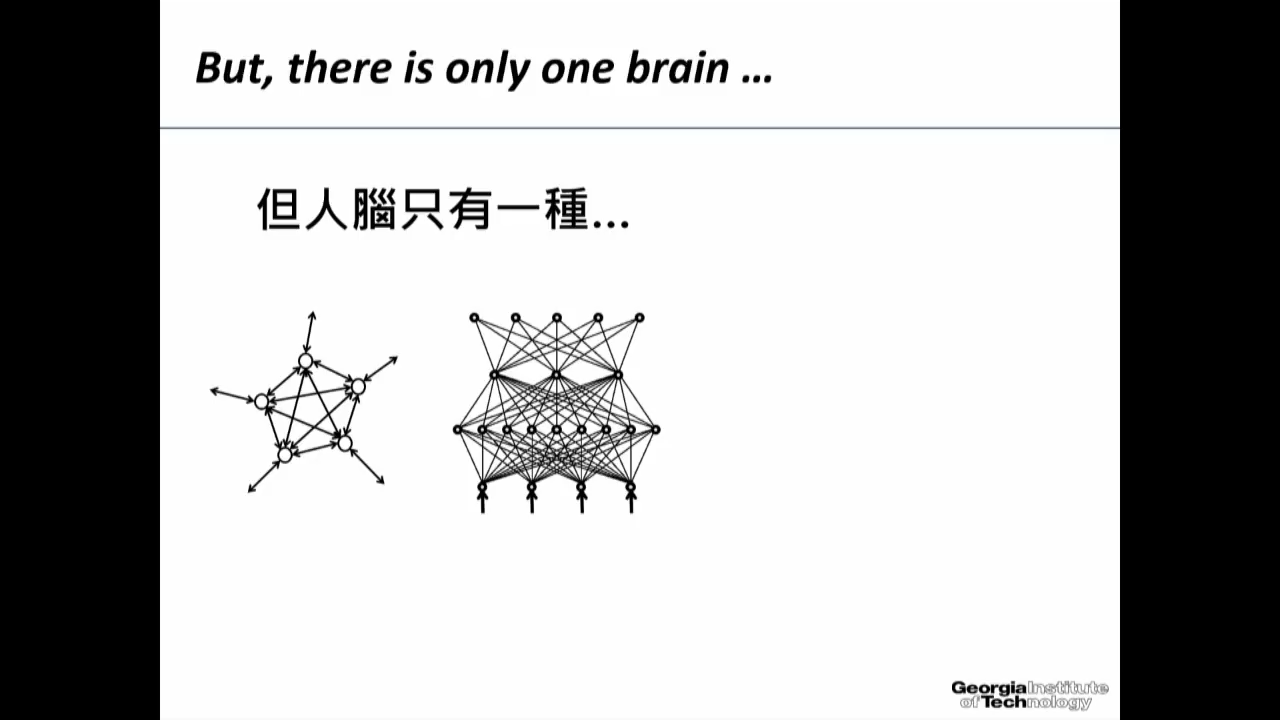 But, there is only one brain ...
但人腦只有一種...
Georgia Institute
of Technology